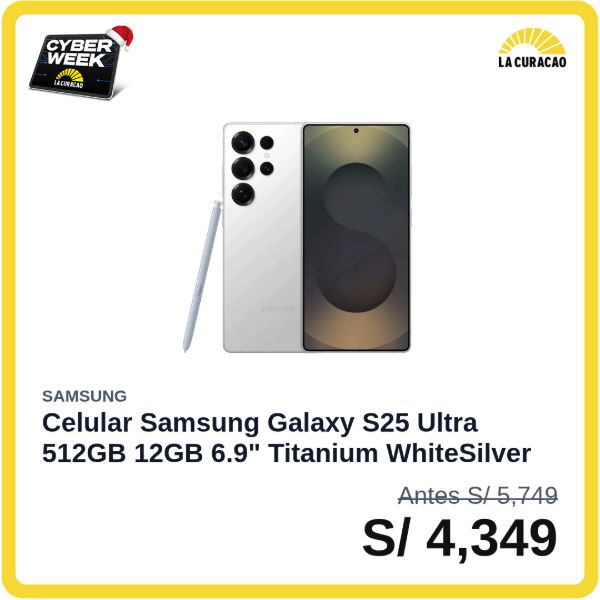 CYBER
WEEK
LA CURACAO
LA CURACAO
SAMSUNG
SAMSUNG
Celular Samsung Galaxy S25 Ultra
512GB 12GB 6.9" Titanium WhiteSilver
Antes S/ 5,749
S/ 4,349